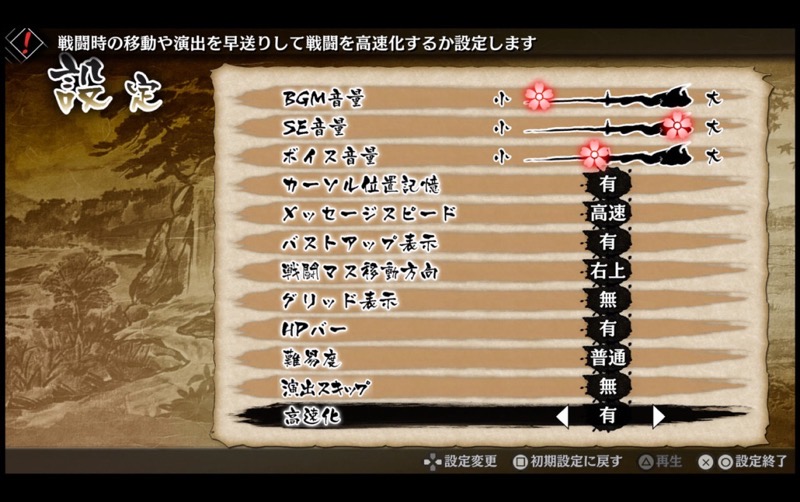 戦闘時の移動や演出を早送りして戦闘を高速化するか設定します
設定
BGM音量 小 大
SE音量 小 大
ボイス音量 小 大
カーソル位置記憶 有
メッセージスピード 高速
バストアップ表示 有
戦闘マス移動方向 右上
グリッド表示 無
HPバー 有
難易度 普通
演出スキップ 無
高速化 有
設定変更 初期設定に戻す 再生 設定終了